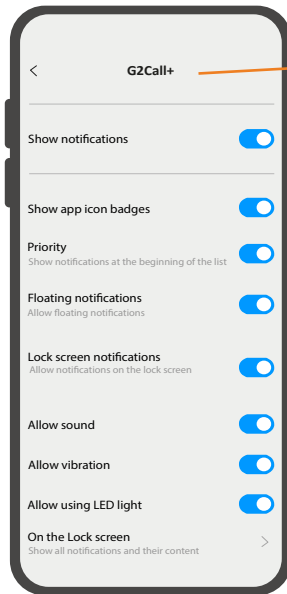 G2Call+
Show notifications
Show app icon badges
Priority
Show notifications at the beginning of the list
Floating notifications
Allow floating notifications
Lock screen notifications
Allow notifications on the lock screen
Allow sound
Allow vibration
Allow using LED light
On the Lock screen
Show all notifications and their content